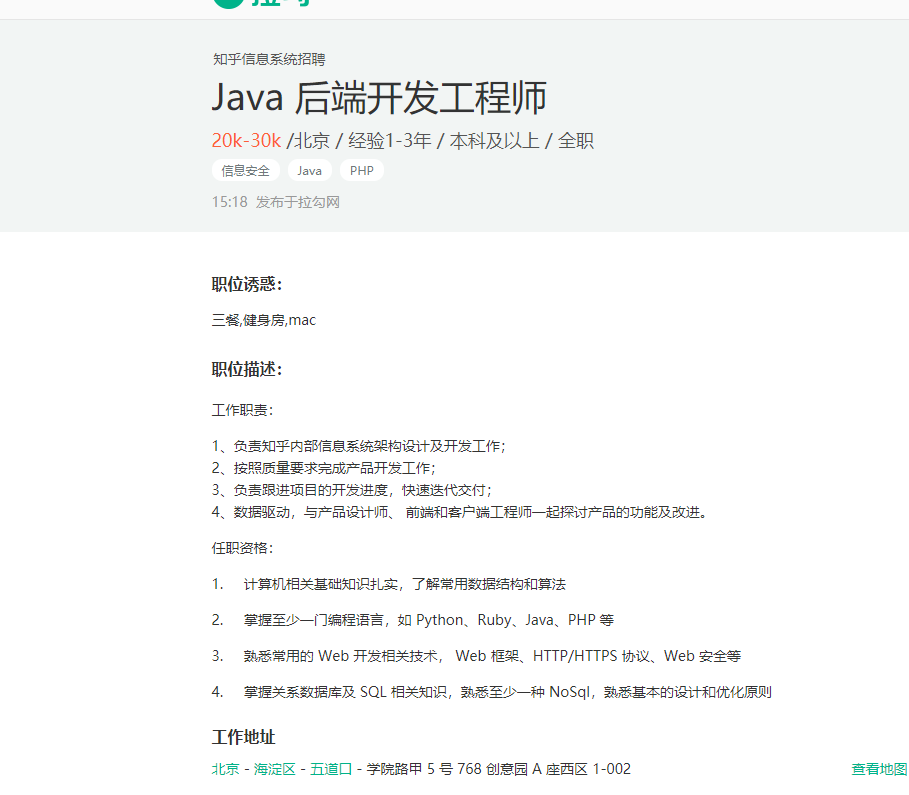 知乎信息系统招聘
Java 后端开发工程师
20k-30k /北京 / 经验1-3年 / 本科及以上 / 全职
信息安全 Java PHP
15:18 发布于拉勾网
职位诱惑：
三餐,健身房,mac
职位描述：
工作职责：
1、负责知乎内部信息系统架构设计及开发工作；
2、按照质量要求完成产品开发工作；
3、负责跟进项目的开发进度，快速迭代交付；
4、数据驱动，与产品设计师、 前端和客户端工程师一起探讨产品的功能及改进。
任职资格：
1. 计算机相关基础知识扎实，了解常用数据结构和算法
2. 掌握至少一门编程语言，如 Python、Ruby、Java、PHP 等
3. 熟悉常用的 Web 开发相关技术， Web 框架、HTTP/HTTPS 协议、Web 安全等
4. 掌握关系数据库及 SQL 相关知识，熟悉至少一种 NoSql，熟悉基本的设计和优化原则
工作地址
北京 - 海淀区 - 五道口 - 学院路甲 5 号 768 创意园 A 座西区 1-002 查看地图